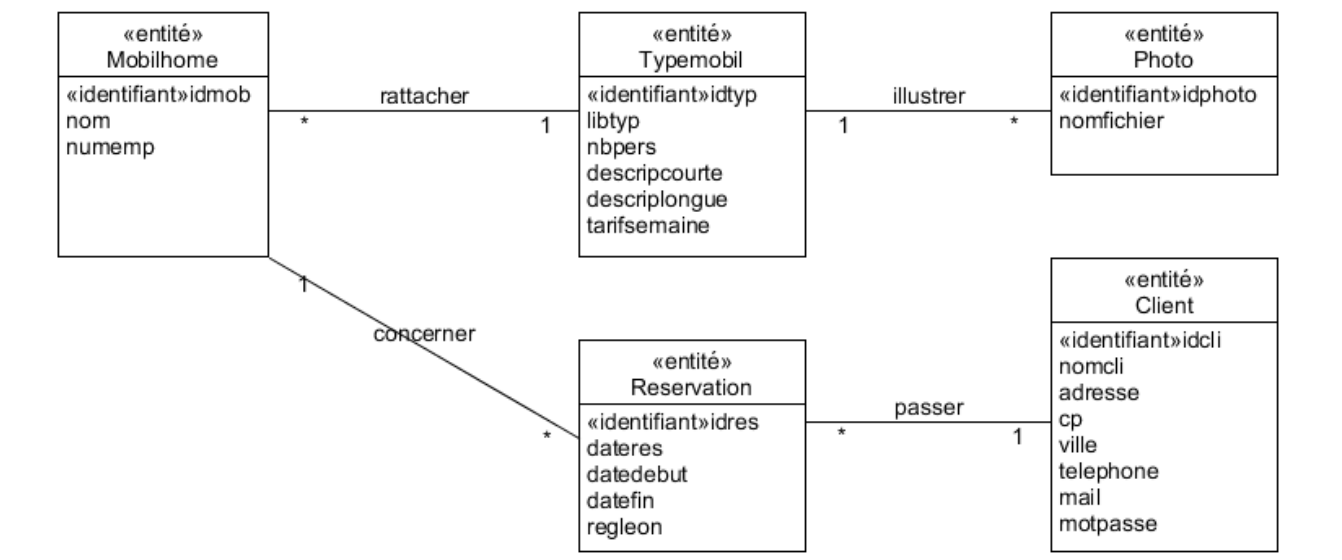 «entité»
Mobilhome
«identifiant»idmob
nom
numemp
rattacher
*
1
«entité»
Typemobil
«identifiant»idtyp
libtyp
nbpers
descripcourte
descriplongue
tarifsemaine
illustrer
1
*
«entité»
Photo
«identifiant»idphoto
nomfichier
1
concerner
*
«entité»
Reservation
«identifiant»idres
dateres
datedebut
datefin
regleon
passer
*
1
«entité»
Client
«identifiant»idcli
nomcli
adresse
cp
ville
telephone
mail
motpasse